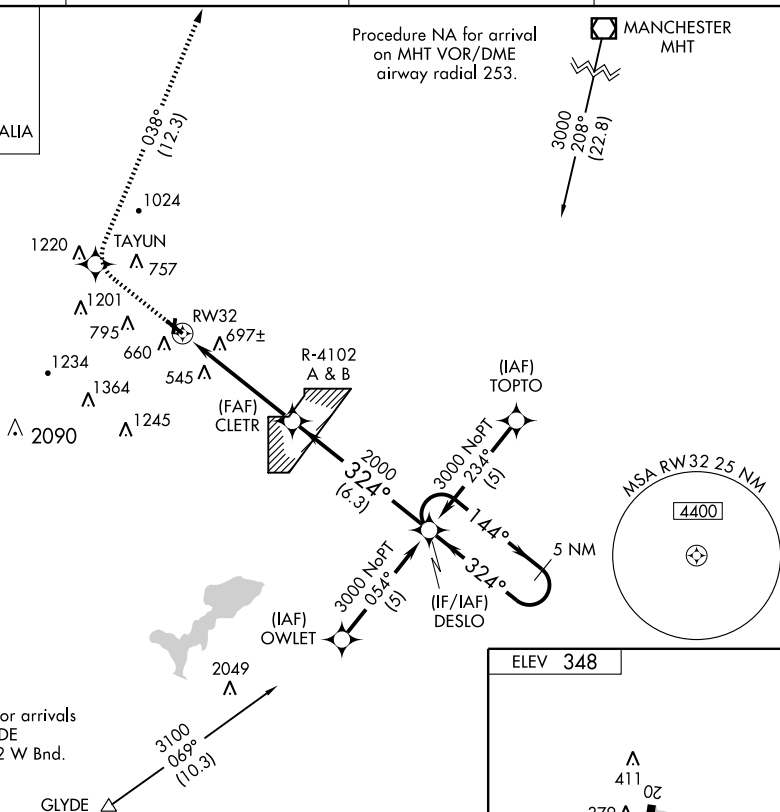 Procedure NA for arrival
on MHT VOR/DME
airway radial 253.
MANCHESTER
MHT
3000
208°
(22.8)
038°
(12.3)
ALIA
1024
1220
TAYUN
757
1201
795
RW32
660
697±
545
1234
1364
1245
2090
R-4102
A & B
(FAF)
CLETR
(IAF)
TOPTO
2000
324°
(6.3)
3000 NoPT
234°
(5)
144°
324°
5 NM
3000 NoPT
054°
(5)
(IF/IAF)
DESLO
(IAF)
OWLET
MSA RW32 25 NM
4400
2049
or arrivals
DE
2 W Bnd.
3100
069°
(10.3)
GLYDE
ELEV 348
411
20
379